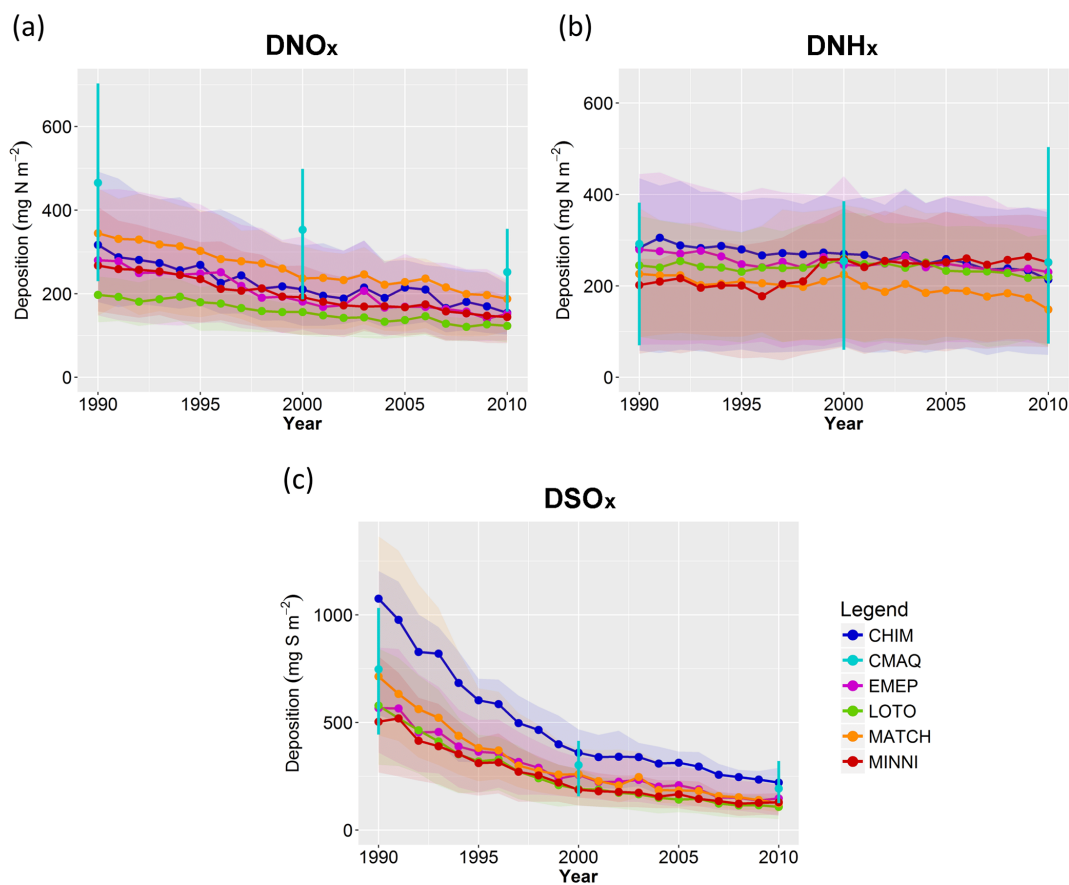 (a)
DNOx
Deposition (mg N m−2)
600
400
200
0
1990 1995 2000 2005 2010
Year
(b)
DNHx
Deposition (mg N m−2)
600
400
200
0
1990 1995 2000 2005 2010
Year
(c)
DSOx
Deposition (mg S m−2)
1000
500
0
1990 1995 2000 2005 2010
Year
Legend
CHIM
CMAQ
EMEP
LOTO
MATCH
MINNI